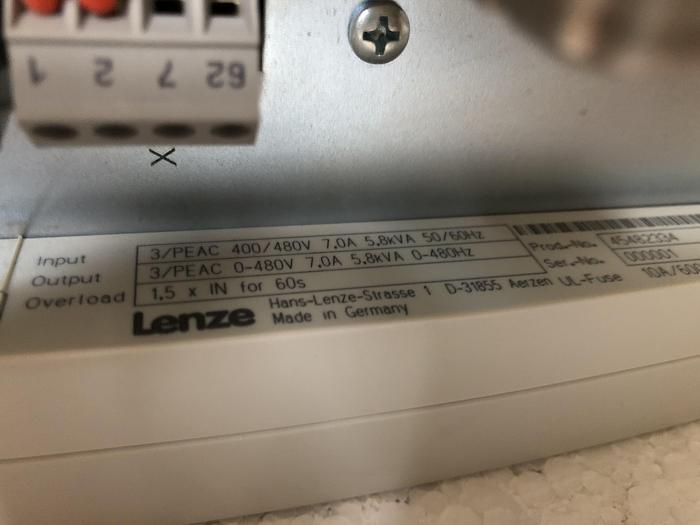 1 2 7 62
X
Input 3/PEAC 400/480V 7.0A 5.8kVA 50/60Hz
Output 3/PEAC 0-480V 7.0A 5.8kVA 0-480Hz
Overload 1.5 x IN for 60s
Prod-No. 45482334
Ser.-No. 000001
Lenze Hans-Lenze-Strasse 1 D-31855 Aerzen UL-Fuse
Made in Germany